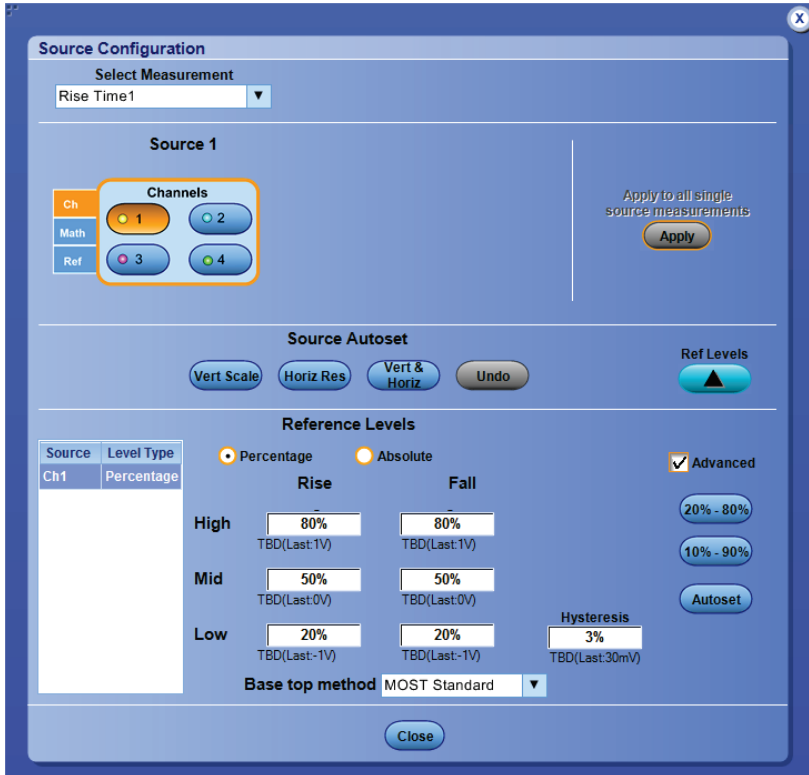 X
Source Configuration
Select Measurement
Rise Time1
Source 1
Ch
Math
Ref
Channels
1
2
3
4
Apply to all single
source measurements
Apply
Source Autoset
Vert Scale
Horiz Res
Vert &
Horiz
Undo
Ref Levels
Reference Levels
Source Level Type
Ch1 Percentage
Percentage Absolute
Advanced
Rise Fall
High 80% 80%
TBD(Last:1V) TBD(Last:1V)
Mid 50% 50%
TBD(Last:0V) TBD(Last:0V)
Low 20% 20%
TBD(Last:-1V) TBD(Last:-1V)
Hysteresis
3%
TBD(Last:30mV)
20% - 80%
10% - 90%
Autoset
Base top method MOST Standard
Close